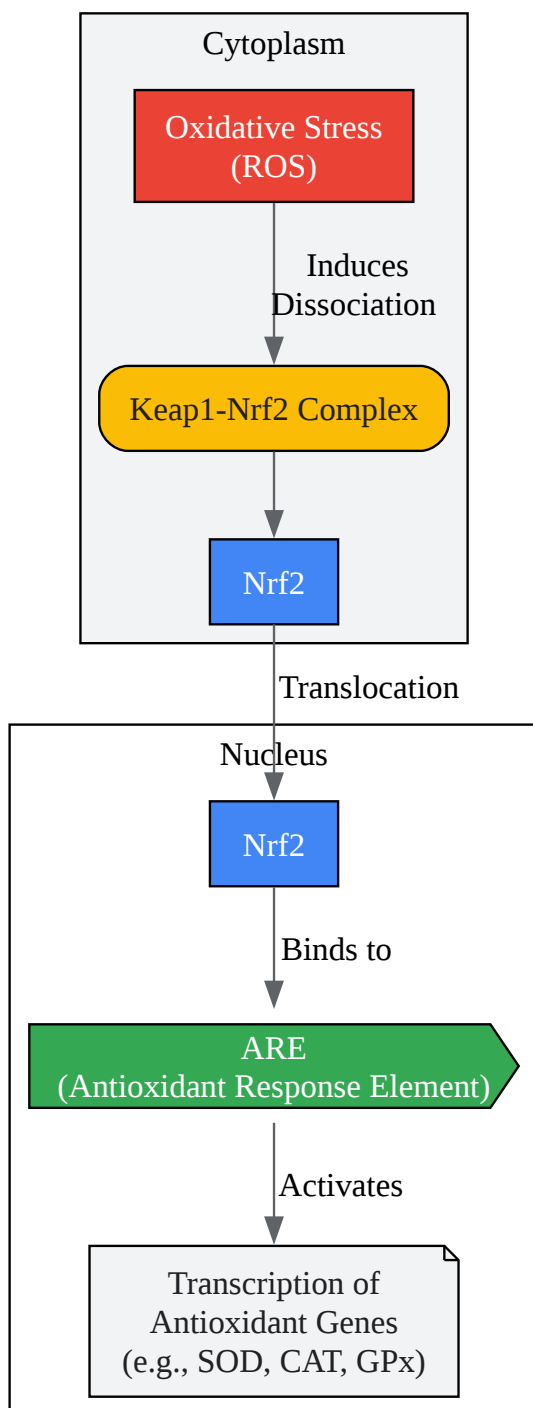 Cytoplasm
Oxidative Stress
(ROS)
Induces
Dissociation
Keap1-Nrf2 Complex
Nrf2
Translocation
Nucleus
Nrf2
Binds to
ARE
(Antioxidant Response Element)
Activates
Transcription of
Antioxidant Genes
(e.g., SOD, CAT, GPx)